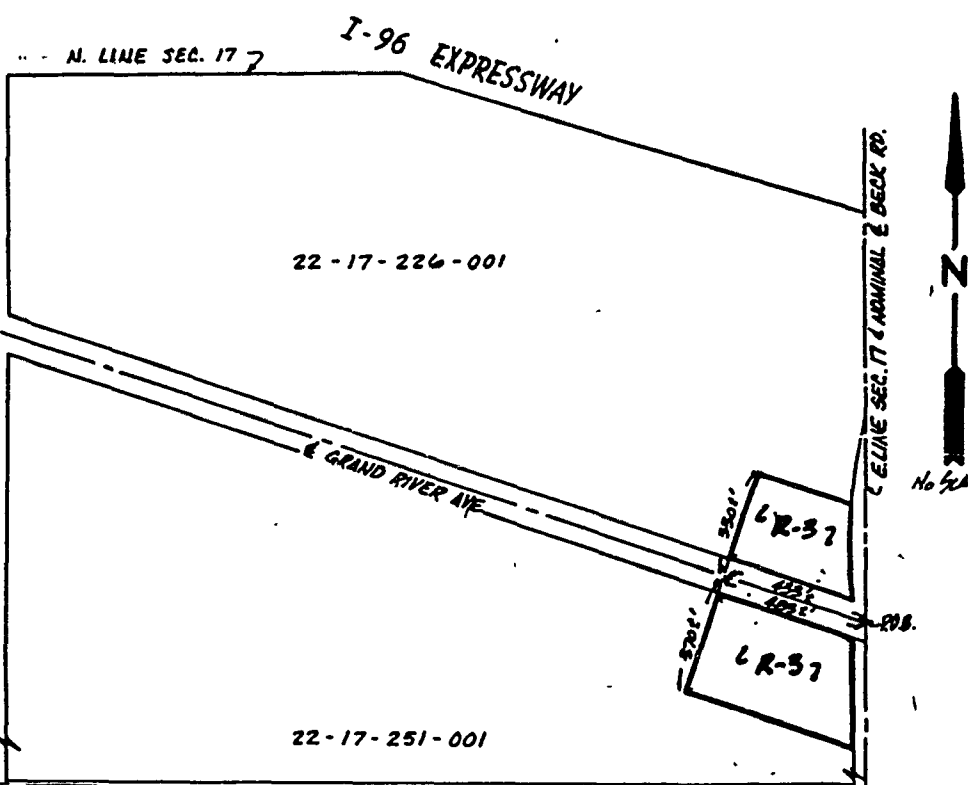 N. LINE SEC. 17
I-96 EXPRESSWAY
℄ E. LINE SEC. 17 & NOMINAL ℄ BECK RD.
N
22-17-226-001
℄ GRAND RIVER AVE
R-3
P.O.B.
R-3
22-17-251-001